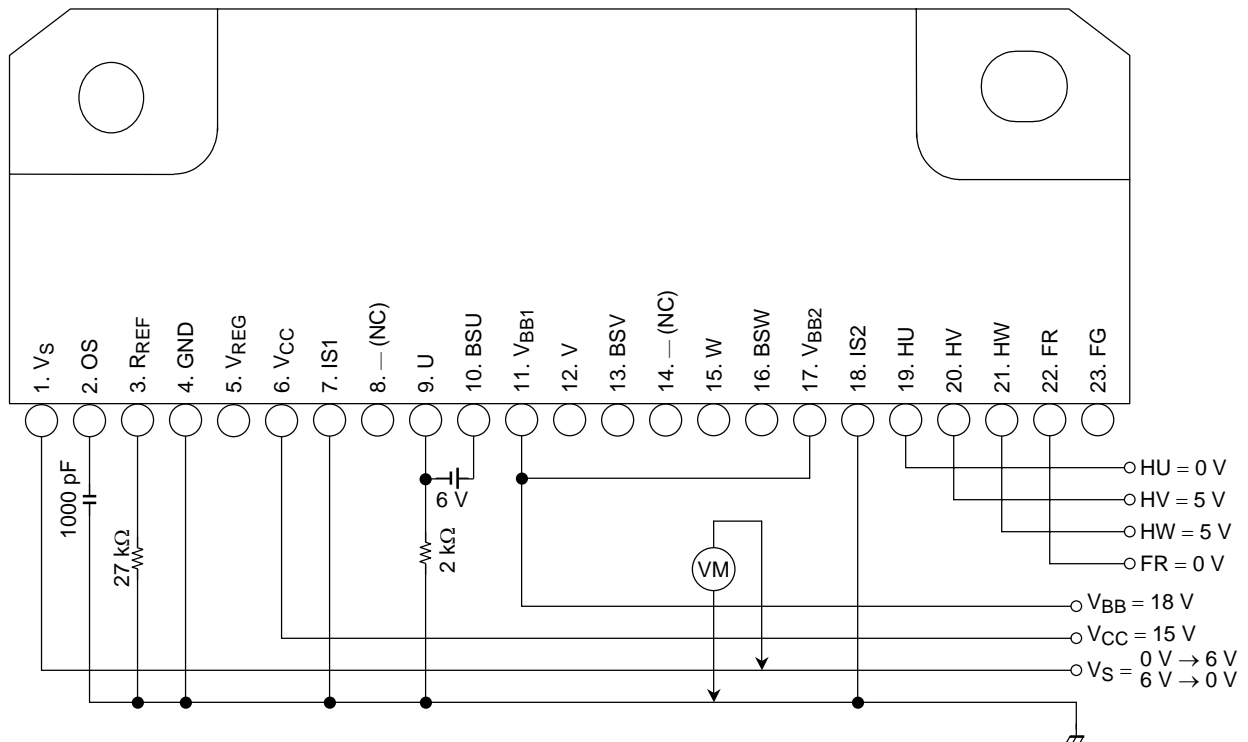 1. VS
2. OS
3. RREF
4. GND
5. VREG
6. VCC
7. IS1
8. — (NC)
9. U
10. BSU
11. VBB1
12. V
13. BSV
14. — (NC)
15. W
16. BSW
17. VBB2
18. IS2
19. HU
20. HV
21. HW
22. FR
23. FG
1000 pF
27 kΩ
6 V
2 kΩ
VM
HU = 0 V
HV = 5 V
HW = 5 V
FR = 0 V
VBB = 18 V
VCC = 15 V
VS = 0 V → 6 V
6 V → 0 V